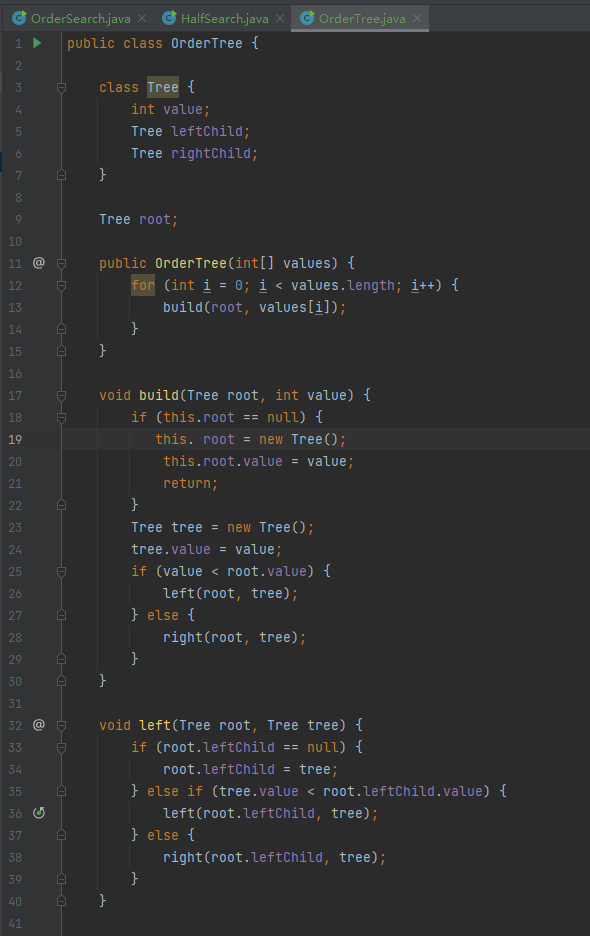 OrderSearch.java × HalfSearch.java × OrderTree.java ×
1 public class OrderTree {
2
3 class Tree {
4 int value;
5 Tree leftChild;
6 Tree rightChild;
7 }
8
9 Tree root;
10
11 @ public OrderTree(int[] values) {
12 for (int i = 0; i < values.length; i++) {
13 build(root, values[i]);
14 }
15 }
16
17 void build(Tree root, int value) {
18 if (this.root == null) {
19 this. root = new Tree();
20 this.root.value = value;
21 return;
22 }
23 Tree tree = new Tree();
24 tree.value = value;
25 if (value < root.value) {
26 left(root, tree);
27 } else {
28 right(root, tree);
29 }
30 }
31
32 @ void left(Tree root, Tree tree) {
33 if (root.leftChild == null) {
34 root.leftChild = tree;
35 } else if (tree.value < root.leftChild.value) {
36 left(root.leftChild, tree);
37 } else {
38 right(root.leftChild, tree);
39 }
40 }
41